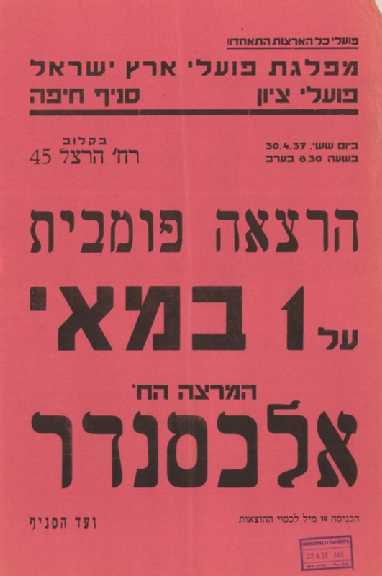 פועלי כל הארצות התאחדו!
מפלגת פועלי ארץ ישראל
פועלי ציון סניף חיפה
ביום ששי, 30.4.37
בשעה 8.30 בערב
בקלוב
רח' הרצל 45
הרצאה פומבית
על 1 במאי
המרצה הח'
אלכסנדר
הכניסה 10 מיל לכסוי ההוצאות
ועד הסניף